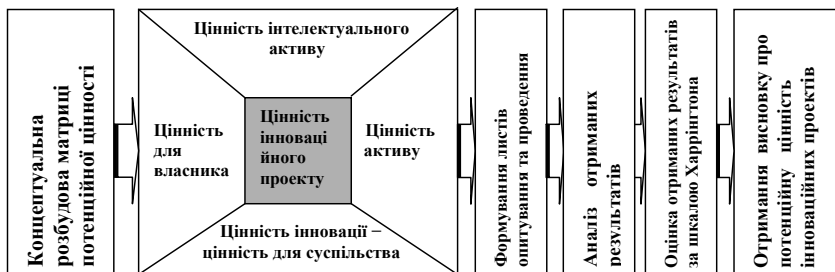 Концептуальна
розбудова матриці
потенційної цінності
Цінність інтелектуального
активу
Цінність
для
власника
Цінність
інноваці
йного
проекту
Цінність
активу
Цінність інновації –
цінність для суспільства
Формування листів
опитування та проведення
Аналіз отриманих
результатів
Оцінка отриманих результатів
за шкалою Харрінгтона
Отримання висновку про
потенційну цінність
інноваційних проектів